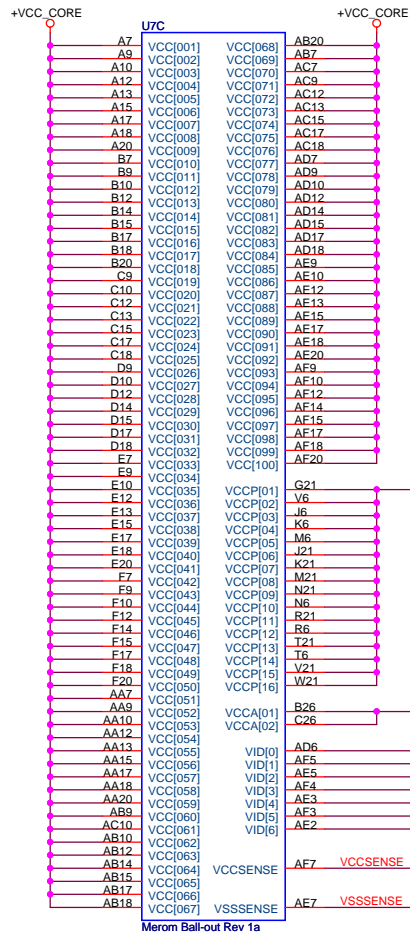 +VCC_CORE +VCC_CORE
U7C
A7 VCC[001] VCC[068] AB20
A9 VCC[002] VCC[069] AB7
A10 VCC[003] VCC[070] AC7
A12 VCC[004] VCC[071] AC9
A13 VCC[005] VCC[072] AC12
A15 VCC[006] VCC[073] AC13
A17 VCC[007] VCC[074] AC15
A18 VCC[008] VCC[075] AC17
A20 VCC[009] VCC[076] AC18
B7 VCC[010] VCC[077] AD7
B9 VCC[011] VCC[078] AD9
B10 VCC[012] VCC[079] AD10
B12 VCC[013] VCC[080] AD12
B14 VCC[014] VCC[081] AD14
B15 VCC[015] VCC[082] AD15
B17 VCC[016] VCC[083] AD17
B18 VCC[017] VCC[084] AD18
B20 VCC[018] VCC[085] AE9
C9 VCC[019] VCC[086] AE10
C10 VCC[020] VCC[087] AE12
C12 VCC[021] VCC[088] AE13
C13 VCC[022] VCC[089] AE15
C15 VCC[023] VCC[090] AE17
C17 VCC[024] VCC[091] AE18
C18 VCC[025] VCC[092] AE20
D9 VCC[026] VCC[093] AF9
D10 VCC[027] VCC[094] AF10
D12 VCC[028] VCC[095] AF12
D14 VCC[029] VCC[096] AF14
D15 VCC[030] VCC[097] AF15
D17 VCC[031] VCC[098] AF17
D18 VCC[032] VCC[099] AF18
E7 VCC[033] VCC[100] AF20
E9 VCC[034]
E10 VCC[035] VCCP[01] G21
E12 VCC[036] VCCP[02] V6
E13 VCC[037] VCCP[03] J6
E15 VCC[038] VCCP[04] K6
E17 VCC[039] VCCP[05] M6
E18 VCC[040] VCCP[06] J21
E20 VCC[041] VCCP[07] K21
F7 VCC[042] VCCP[08] M21
F9 VCC[043] VCCP[09] N21
F10 VCC[044] VCCP[10] N6
F12 VCC[045] VCCP[11] R21
F14 VCC[046] VCCP[12] R6
F15 VCC[047] VCCP[13] T21
F17 VCC[048] VCCP[14] T6
F18 VCC[049] VCCP[15] V21
F20 VCC[050] VCCP[16] W21
AA7 VCC[051]
AA9 VCC[052] VCCA[01] B26
AA10 VCC[053] VCCA[02] C26
AA12 VCC[054]
AA13 VCC[055] VID[0] AD6
AA15 VCC[056] VID[1] AF5
AA17 VCC[057] VID[2] AE5
AA18 VCC[058] VID[3] AF4
AA20 VCC[059] VID[4] AE3
AB9 VCC[060] VID[5] AF3
AC10 VCC[061] VID[6] AE2
AB10 VCC[062]
AB12 VCC[063]
AB14 VCC[064] VCCSENSE AF7 VCCSENSE
AB15 VCC[065]
AB17 VCC[066]
AB18 VCC[067] VSSSENSE AE7 VSSSENSE
Merom Ball-out Rev 1a